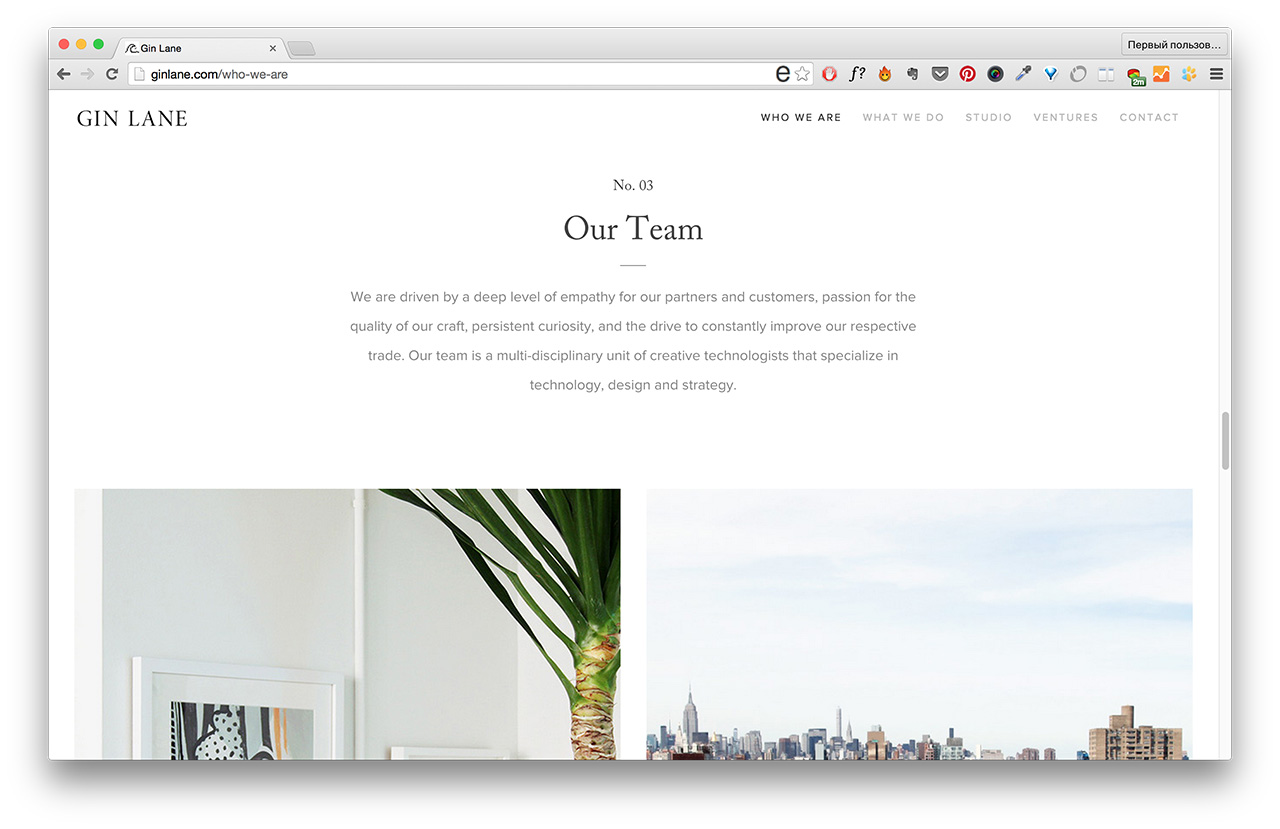 Gin Lane
Первый пользов…
ginlane.com/who-we-are
e
f?
2m
GIN LANE
WHO WE ARE
WHAT WE DO
STUDIO
VENTURES
CONTACT
No. 03
Our Team
We are driven by a deep level of empathy for our partners and customers, passion for the
quality of our craft, persistent curiosity, and the drive to constantly improve our respective
trade. Our team is a multi-disciplinary unit of creative technologists that specialize in
technology, design and strategy.